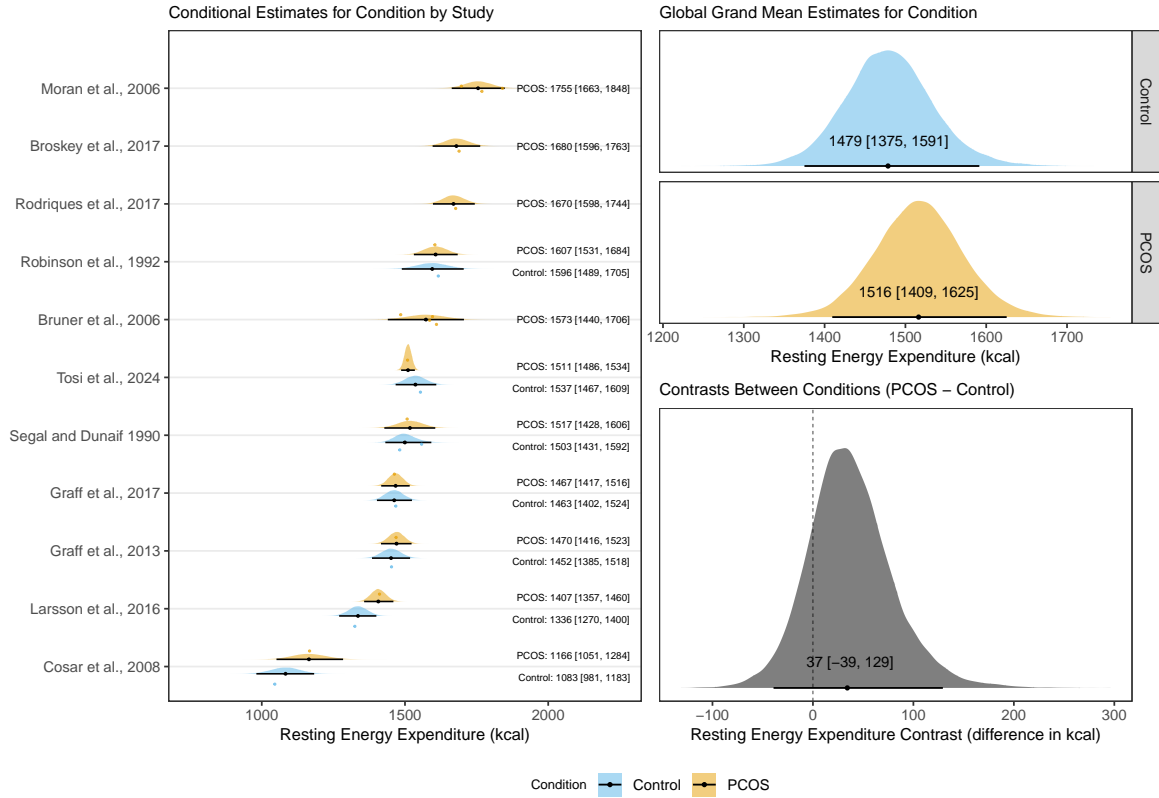 Conditional Estimates for Condition by Study
Moran et al., 2006
PCOS: 1755 [1663, 1848]
Broskey et al., 2017
PCOS: 1680 [1596, 1763]
Rodriques et al., 2017
PCOS: 1670 [1598, 1744]
Robinson et al., 1992
PCOS: 1607 [1531, 1684]
Control: 1596 [1489, 1705]
Bruner et al., 2006
PCOS: 1573 [1440, 1706]
Tosi et al., 2024
PCOS: 1511 [1486, 1534]
Control: 1537 [1467, 1609]
Segal and Dunaif 1990
PCOS: 1517 [1428, 1606]
Control: 1503 [1431, 1592]
Graff et al., 2017
PCOS: 1467 [1417, 1516]
Control: 1463 [1402, 1524]
Graff et al., 2013
PCOS: 1470 [1416, 1523]
Control: 1452 [1385, 1518]
Larsson et al., 2016
PCOS: 1407 [1357, 1460]
Control: 1336 [1270, 1400]
Cosar et al., 2008
PCOS: 1166 [1051, 1284]
Control: 1083 [981, 1183]
1000 1500 2000
Resting Energy Expenditure (kcal)
Global Grand Mean Estimates for Condition
1479 [1375, 1591]
Control
1516 [1409, 1625]
PCOS
1200 1300 1400 1500 1600 1700
Resting Energy Expenditure (kcal)
Contrasts Between Conditions (PCOS − Control)
37 [−39, 129]
−100 0 100 200 300
Resting Energy Expenditure Contrast (difference in kcal)
Condition Control PCOS